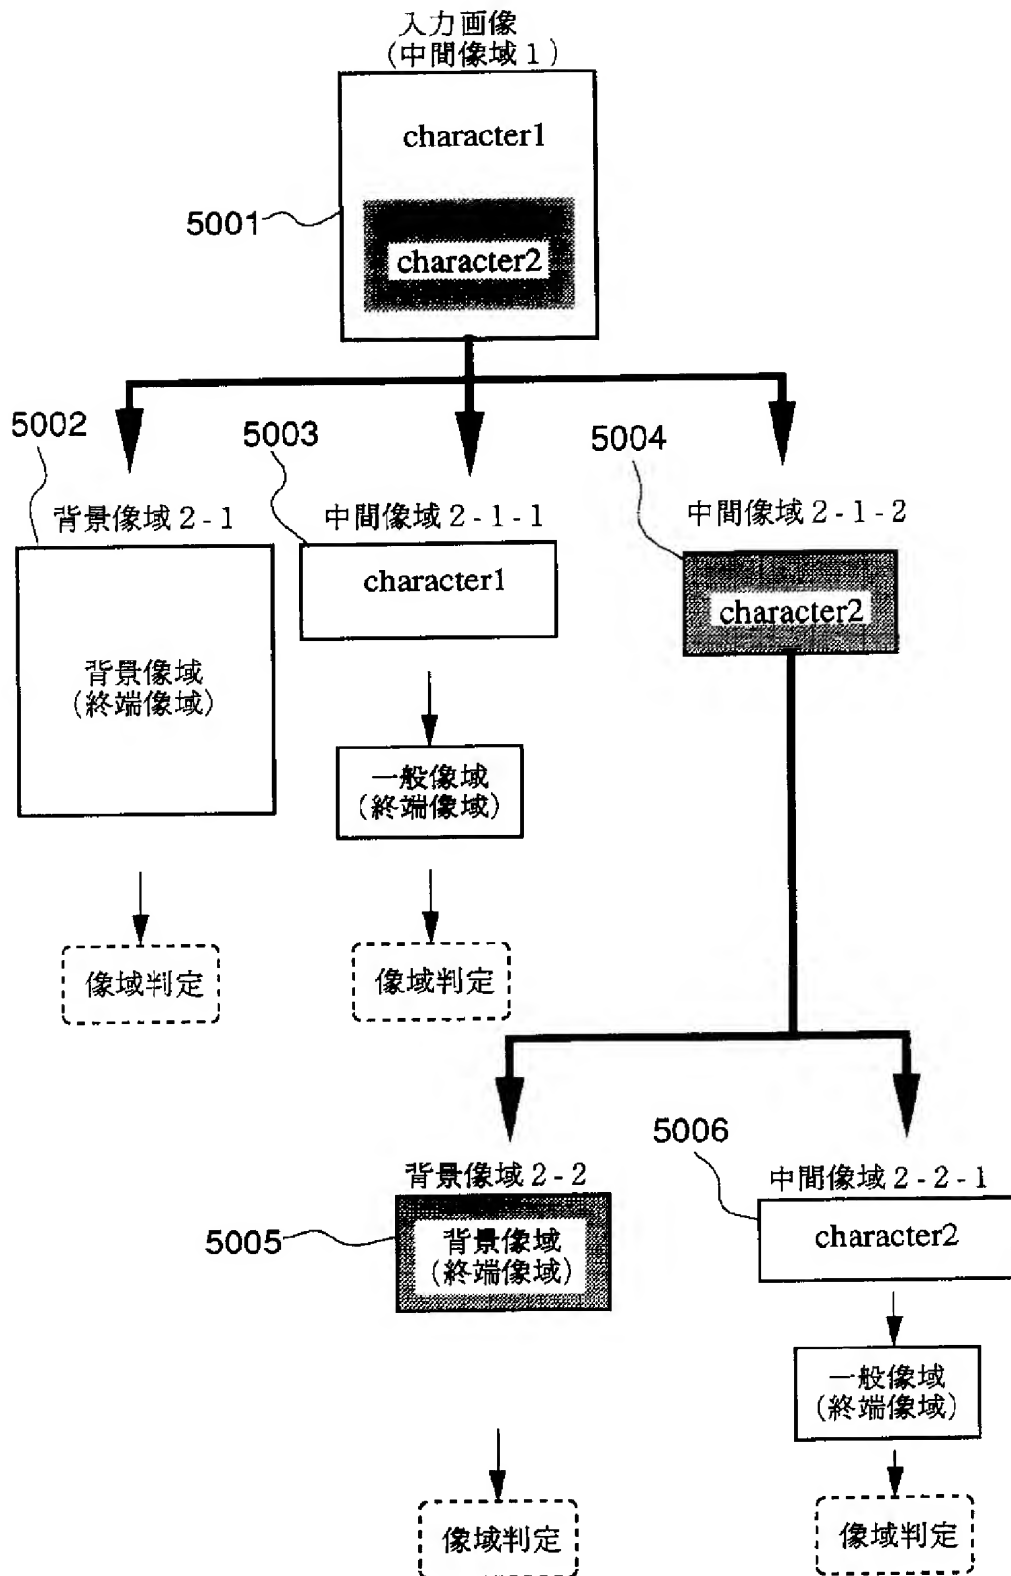 入力画像
(中間像域1)
character1
5001
character2
5002
5003
5004
背景像域2-1
中間像域2-1-1
中間像域2-1-2
character1
character2
背景像域
(終端像域)
一般像域
(終端像域)
像域判定
像域判定
5006
背景像域2-2
中間像域2-2-1
5005
背景像域
(終端像域)
character2
一般像域
(終端像域)
像域判定
像域判定